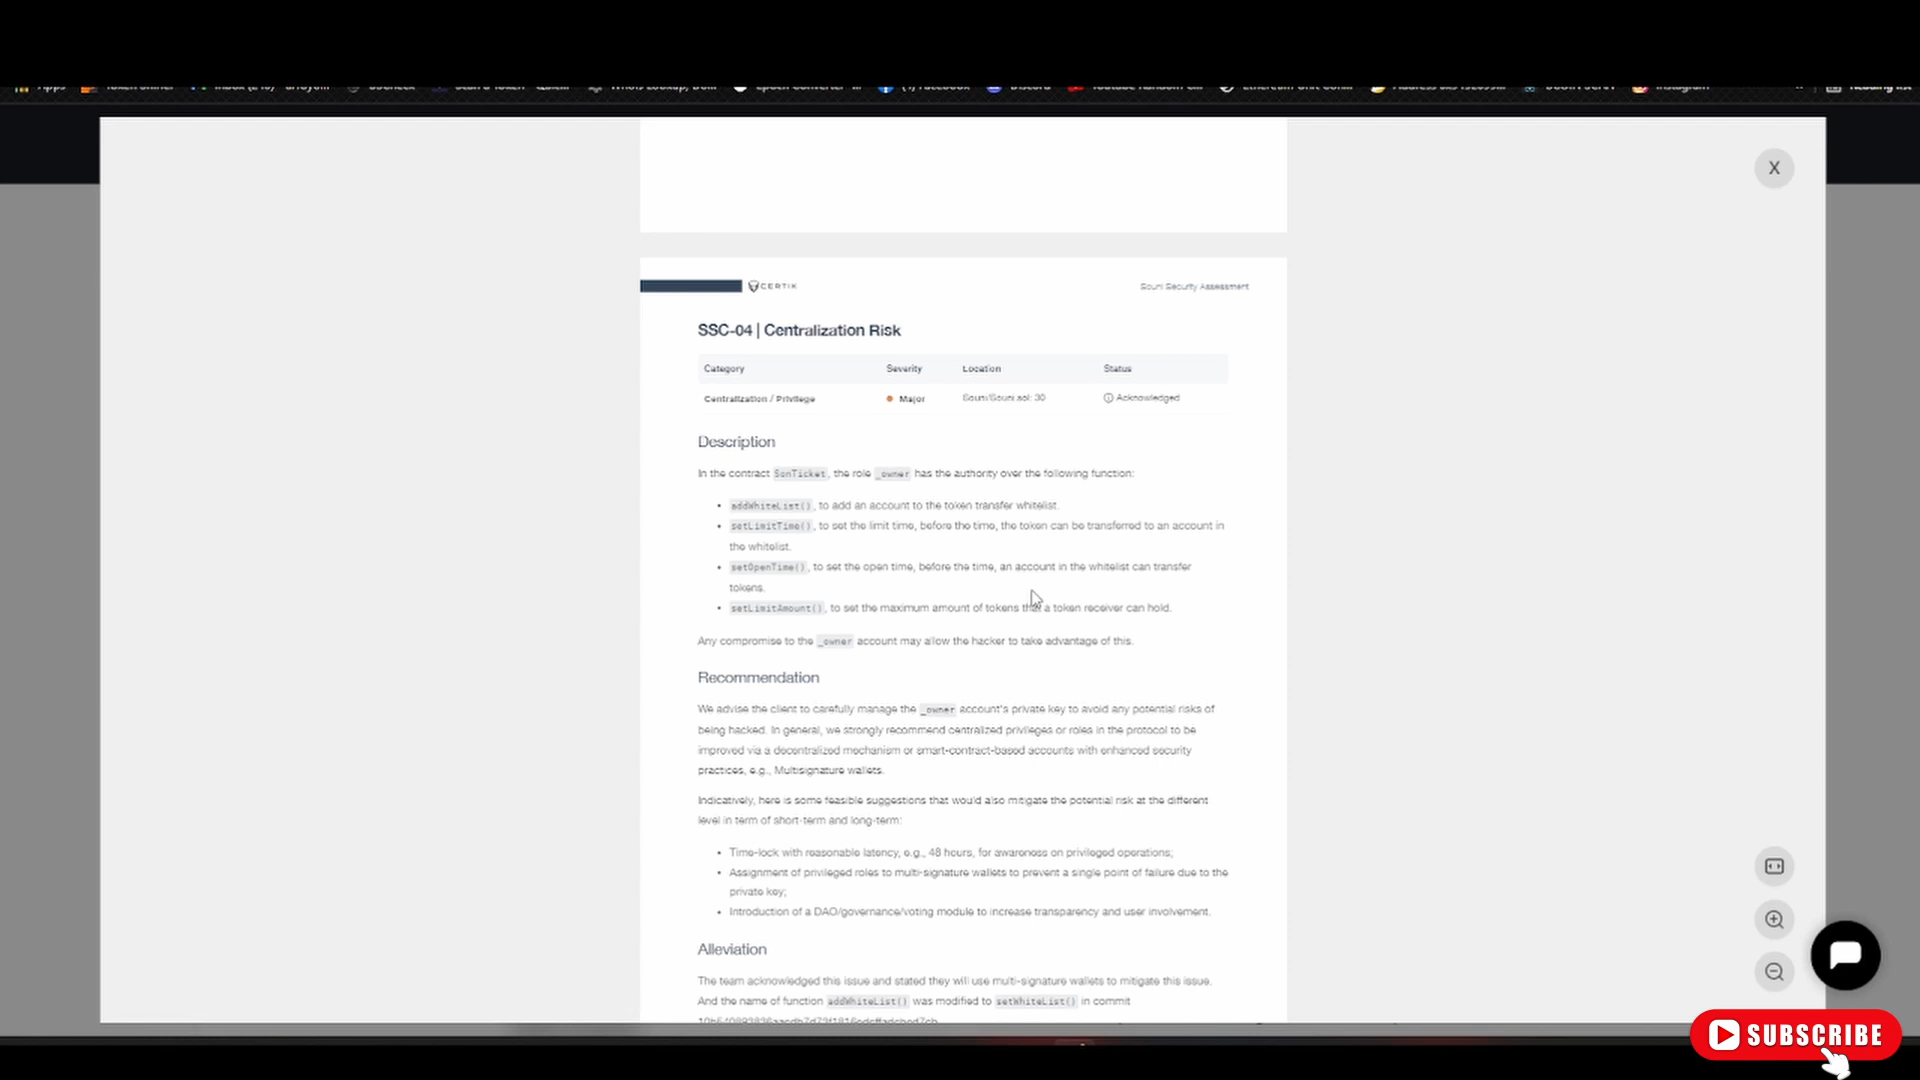 Apps
Discord
Instagram
Reading list
X
CERTIK
Souni Security Assessment
SSC-04 | Centralization Risk
Category Severity Location Status
Centralization / Privilege Major Souni/Souni.sol: 30 Acknowledged
Description
In the contract SonTicket, the role _owner has the authority over the following function:
• addWhiteList(), to add an account to the token transfer whitelist.
• setLimitTime(), to set the limit time, before the time, the token can be transferred to an account in
the whitelist.
• setOpenTime(), to set the open time, before the time, an account in the whitelist can transfer
tokens.
• setLimitAmount(), to set the maximum amount of tokens that a token receiver can hold.
Any compromise to the _owner account may allow the hacker to take advantage of this.
Recommendation
We advise the client to carefully manage the _owner account's private key to avoid any potential risks of
being hacked. In general, we strongly recommend centralized privileges or roles in the protocol to be
improved via a decentralized mechanism or smart-contract-based accounts with enhanced security
practices, e.g., Multisignature wallets.
Indicatively, here is some feasible suggestions that would also mitigate the potential risk at the different
level in term of short-term and long-term:
• Time-lock with reasonable latency, e.g., 48 hours, for awareness on privileged operations;
• Assignment of privileged roles to multi-signature wallets to prevent a single point of failure due to the
private key;
• Introduction of a DAO/governance/voting module to increase transparency and user involvement.
Alleviation
The team acknowledged this issue and stated they will use multi-signature wallets to mitigate this issue.
And the name of function addWhiteList() was modified to setWhiteList() in commit
SUBSCRIBE